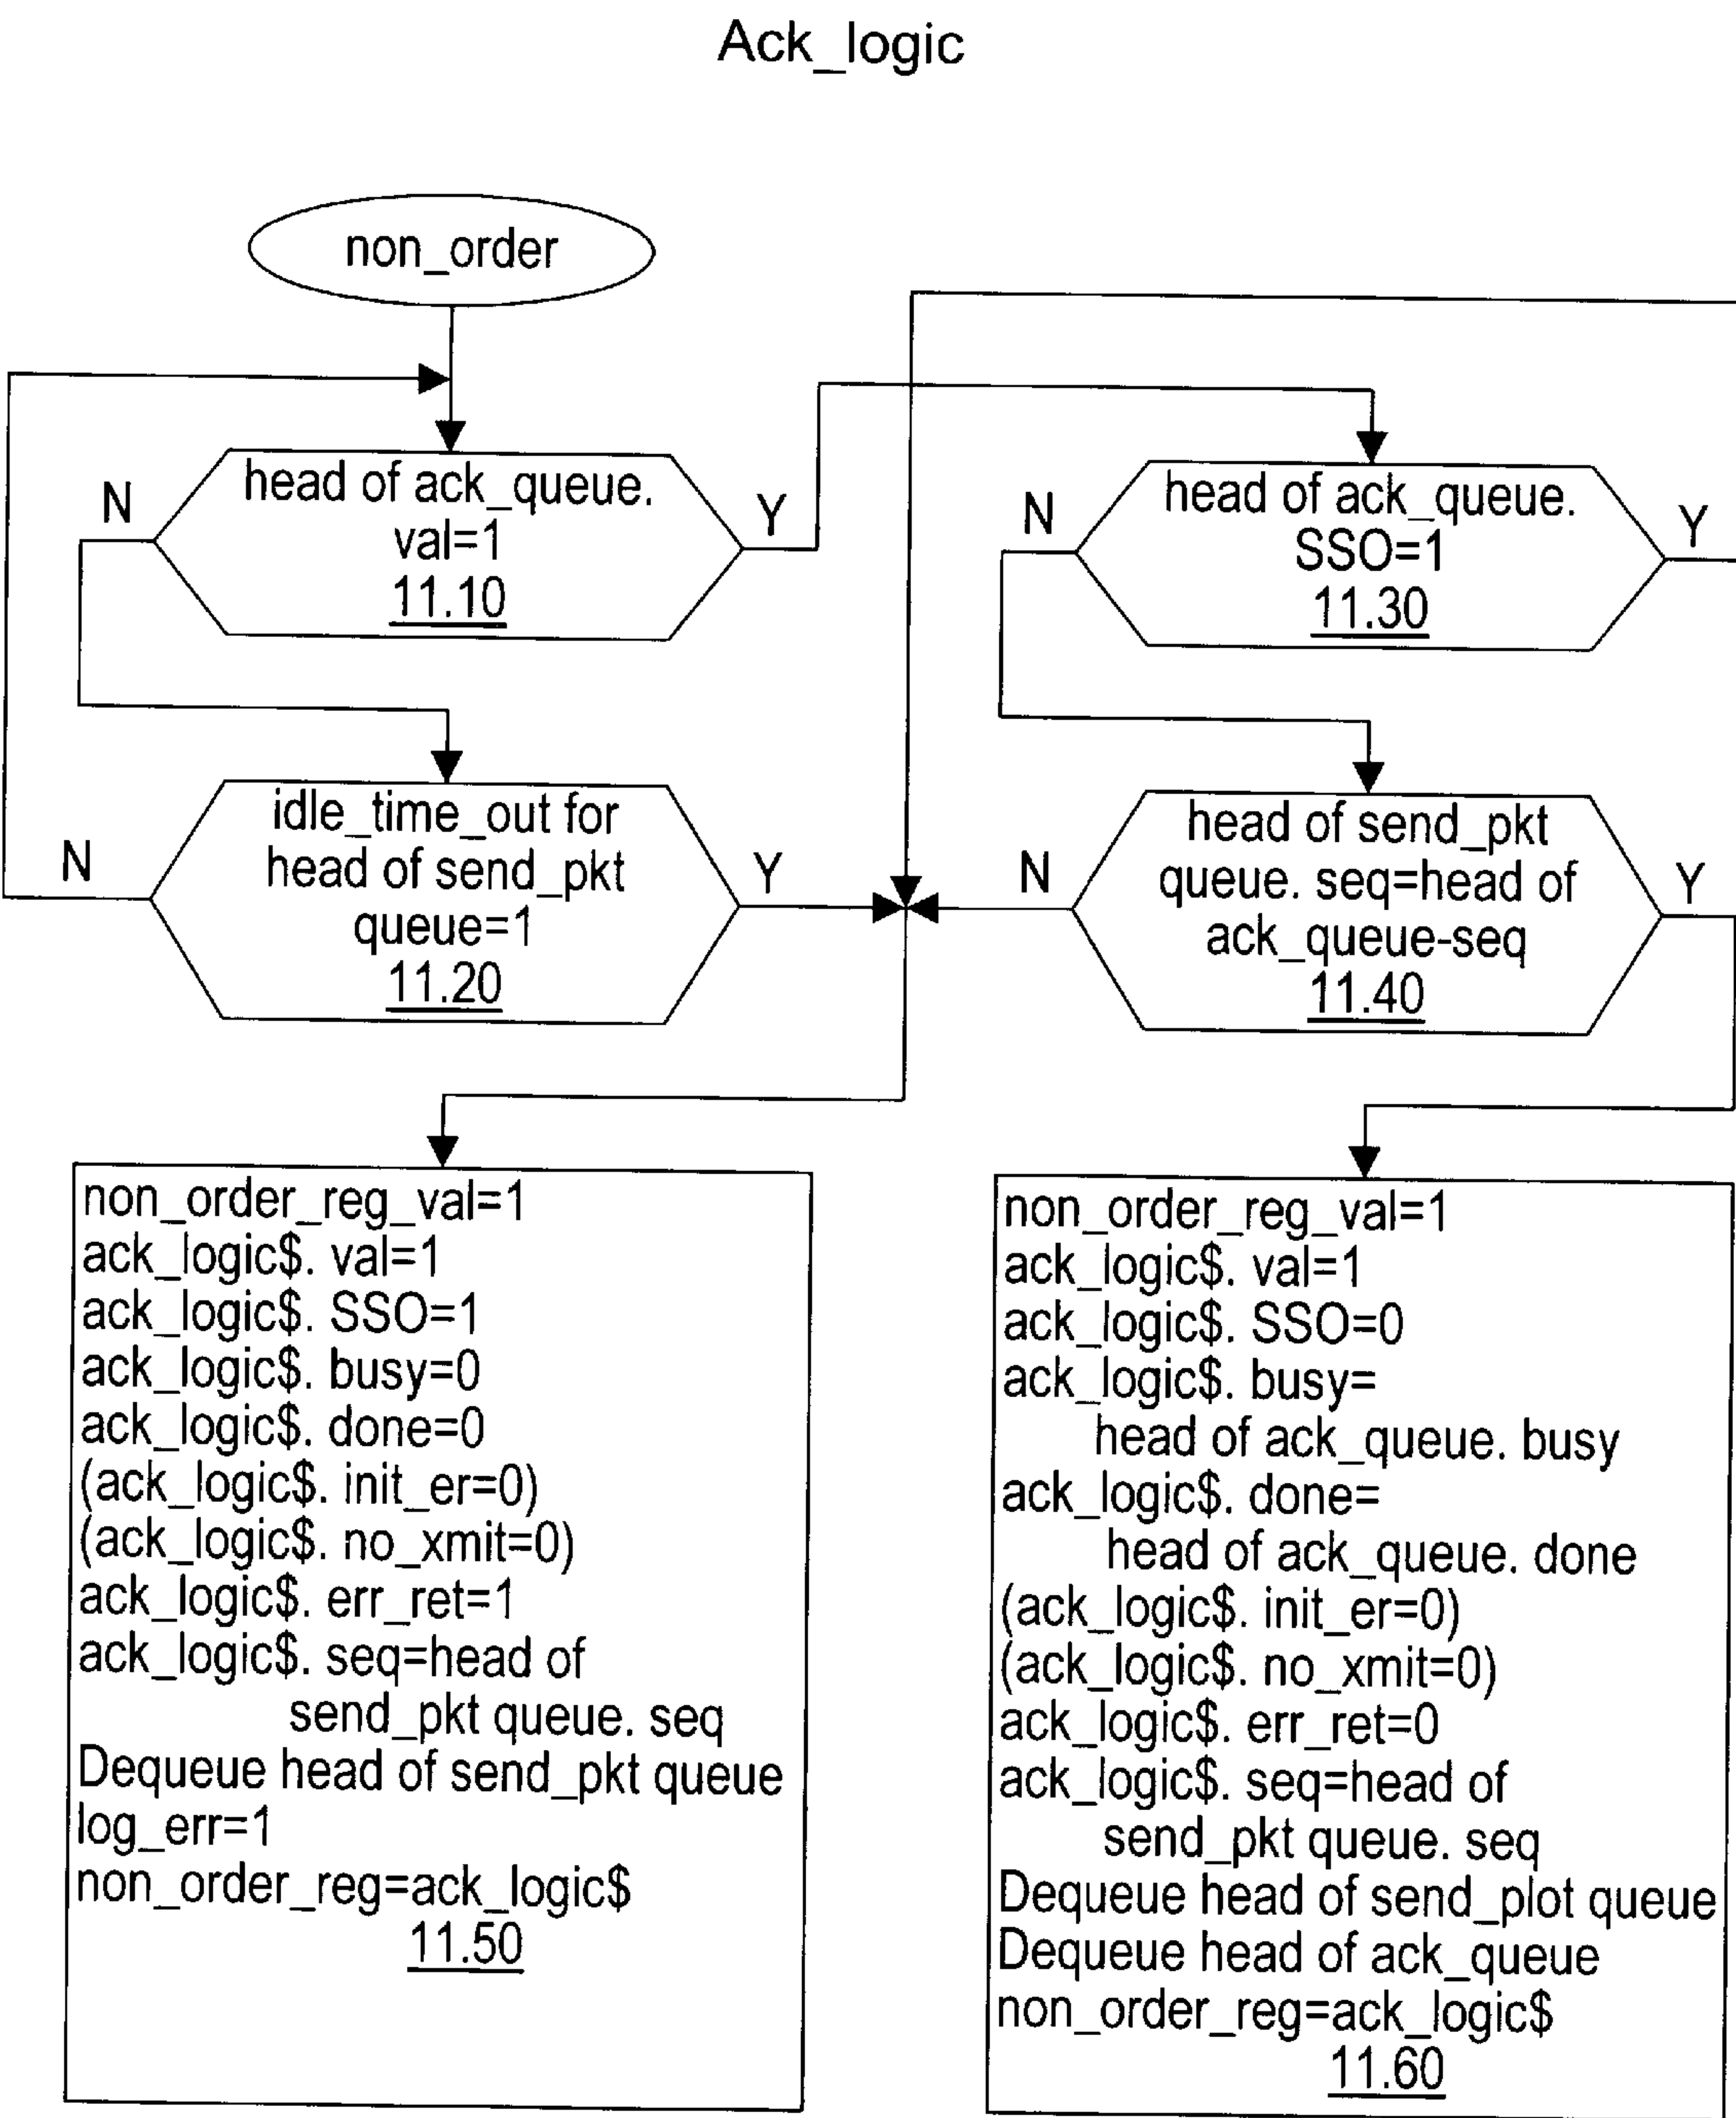 Ack_logic
non_order
head of ack_queue.
val=1
11.10
N
Y
idle_time_out for
head of send_pkt
queue=1
11.20
N
Y
head of ack_queue.
SSO=1
11.30
N
Y
head of send_pkt
queue. seq=head of
ack_queue-seq
11.40
N
Y
non_order_reg_val=1
ack_logic$. val=1
ack_logic$. SSO=1
ack_logic$. busy=0
ack_logic$. done=0
(ack_logic$. init_er=0)
(ack_logic$. no_xmit=0)
ack_logic$. err_ret=1
ack_logic$. seq=head of
send_pkt queue. seq
Dequeue head of send_pkt queue
log_err=1
non_order_reg=ack_logic$
11.50
non_order_reg_val=1
ack_logic$. val=1
ack_logic$. SSO=0
ack_logic$. busy=
head of ack_queue. busy
ack_logic$. done=
head of ack_queue. done
(ack_logic$. init_er=0)
(ack_logic$. no_xmit=0)
ack_logic$. err_ret=0
ack_logic$. seq=head of
send_pkt queue. seq
Dequeue head of send_plot queue
Dequeue head of ack_queue
non_order_reg=ack_logic$
11.60